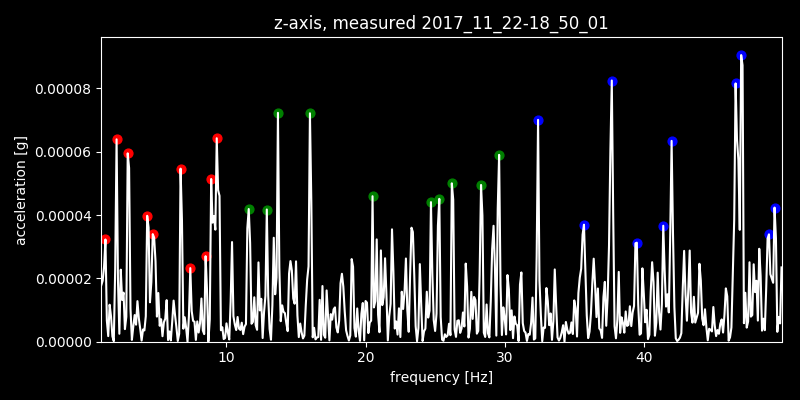 z-axis, measured 2017_11_22-18_50_01
acceleration [g]
0.00008
0.00006
0.00004
0.00002
0.00000
10 20 30 40
frequency [Hz]